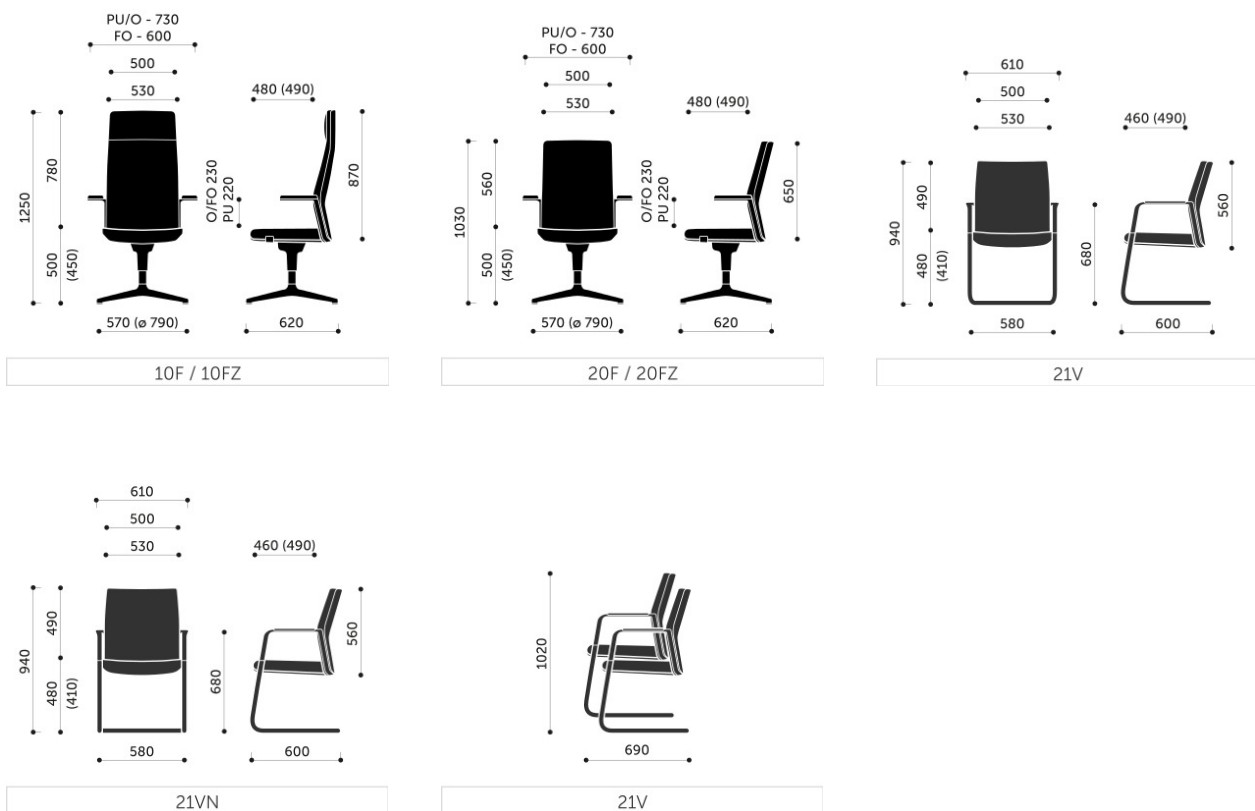 PU/O - 730
FO - 600
500
530
480 (490)
1250
780
500
(450)
O/FO 230
PU 220
870
570 (ø 790)
620
10F / 10FZ
PU/O - 730
FO - 600
500
530
480 (490)
1030
560
500
(450)
O/FO 230
PU 220
650
570 (ø 790)
620
20F / 20FZ
610
500
530
460 (490)
940
490
480
(410)
680
560
580
600
21V
610
500
530
460 (490)
940
490
480
(410)
680
560
580
600
21VN
1020
690
21V